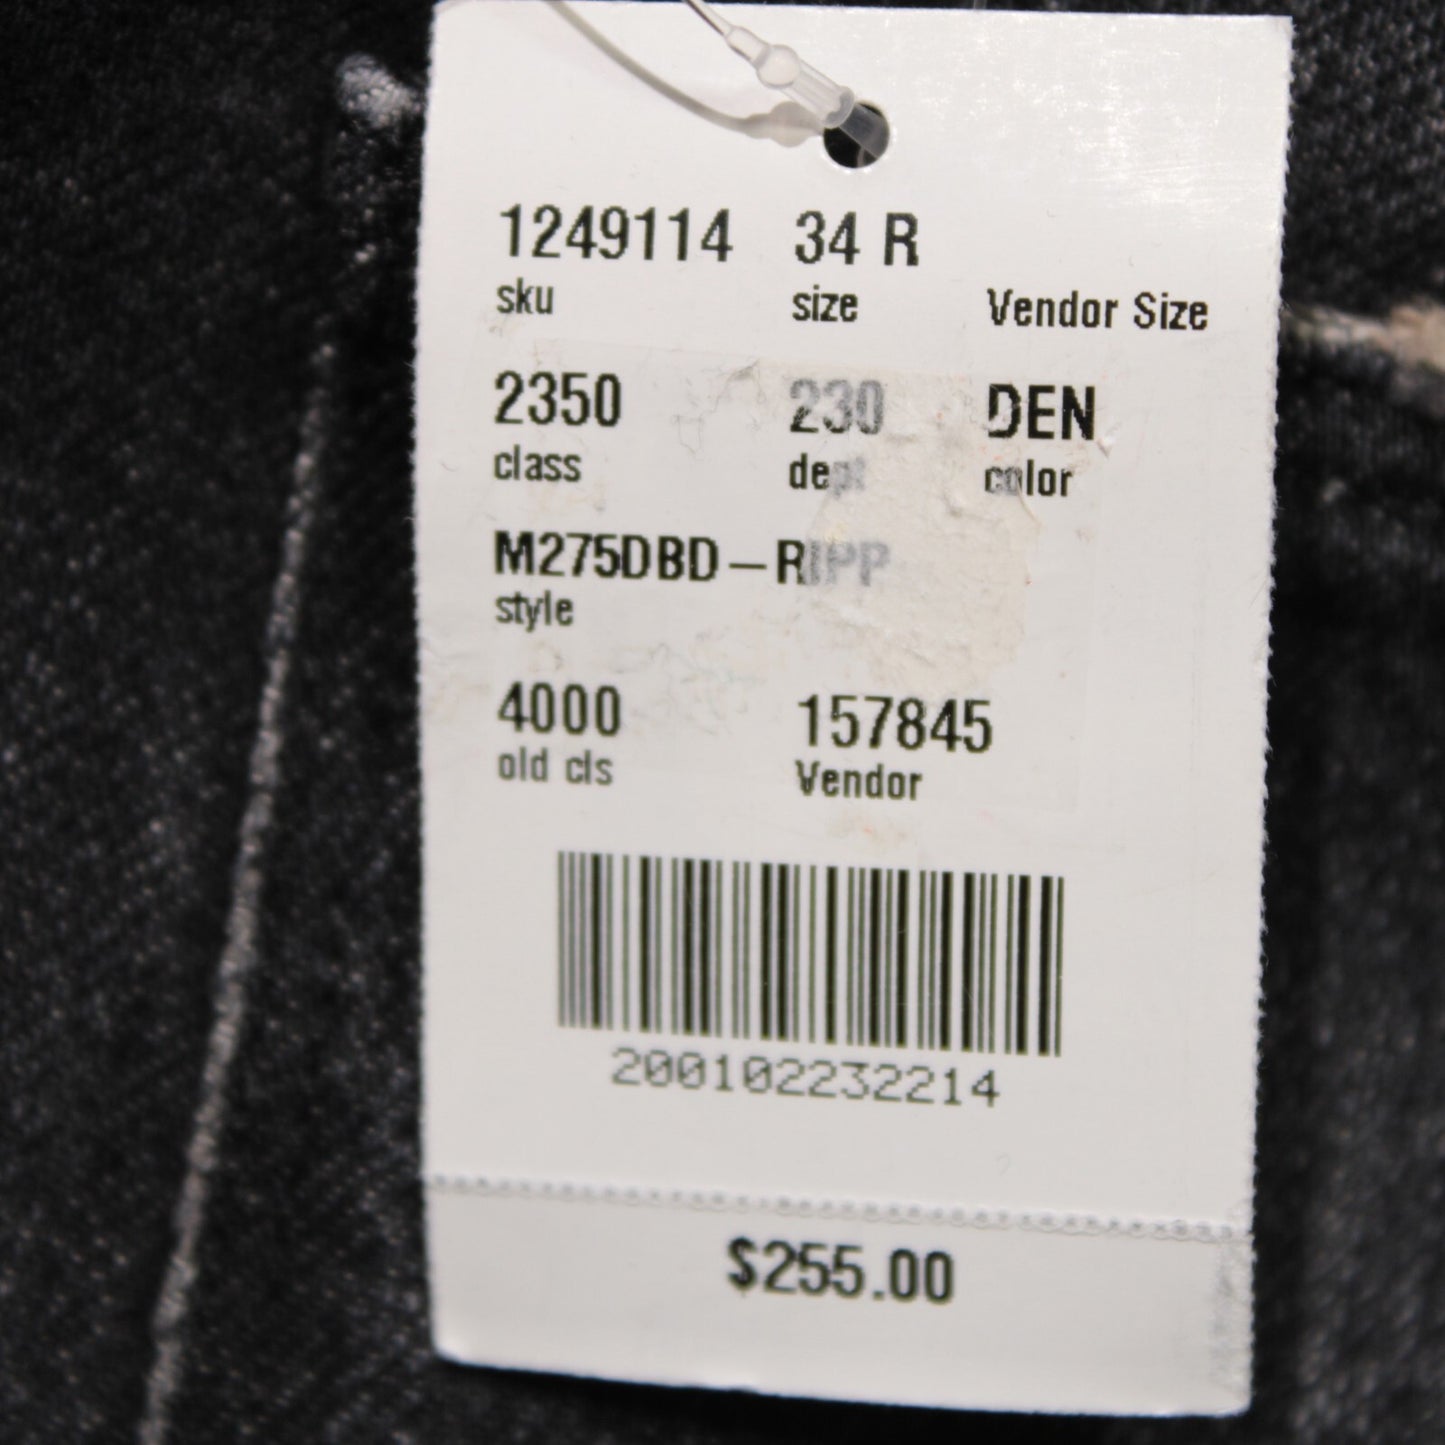 1249114 34 R
sku size Vendor Size
2350 230 DEN
class dept color
M275DBD-RIPP
style
4000 157845
old cls Vendor
200102232214
$255.00